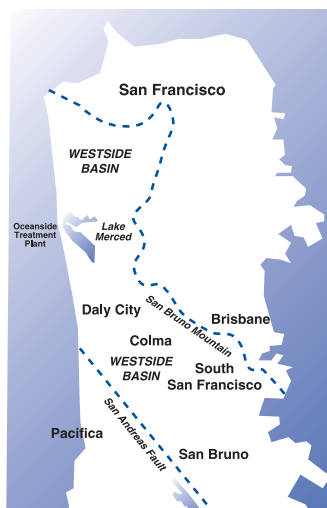 San Francisco
WESTSIDE
BASIN
Oceanside
Treatment
Plant
Lake
Merced
Daly City
San Bruno Mountain
Brisbane
Colma
WESTSIDE
BASIN
South
San Francisco
San Andreas Fault
Pacifica
San Bruno